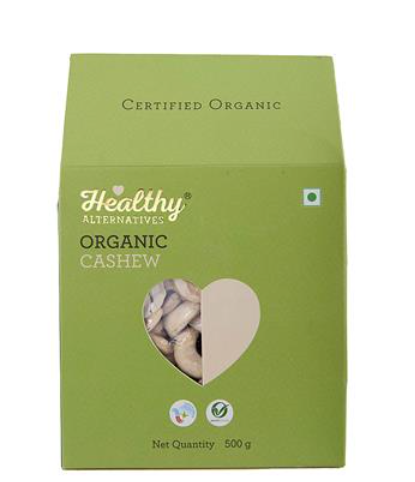 CERTIFIED ORGANIC
Healthy®
ALTERNATIVES
ORGANIC
CASHEW
Net Quantity 500 g